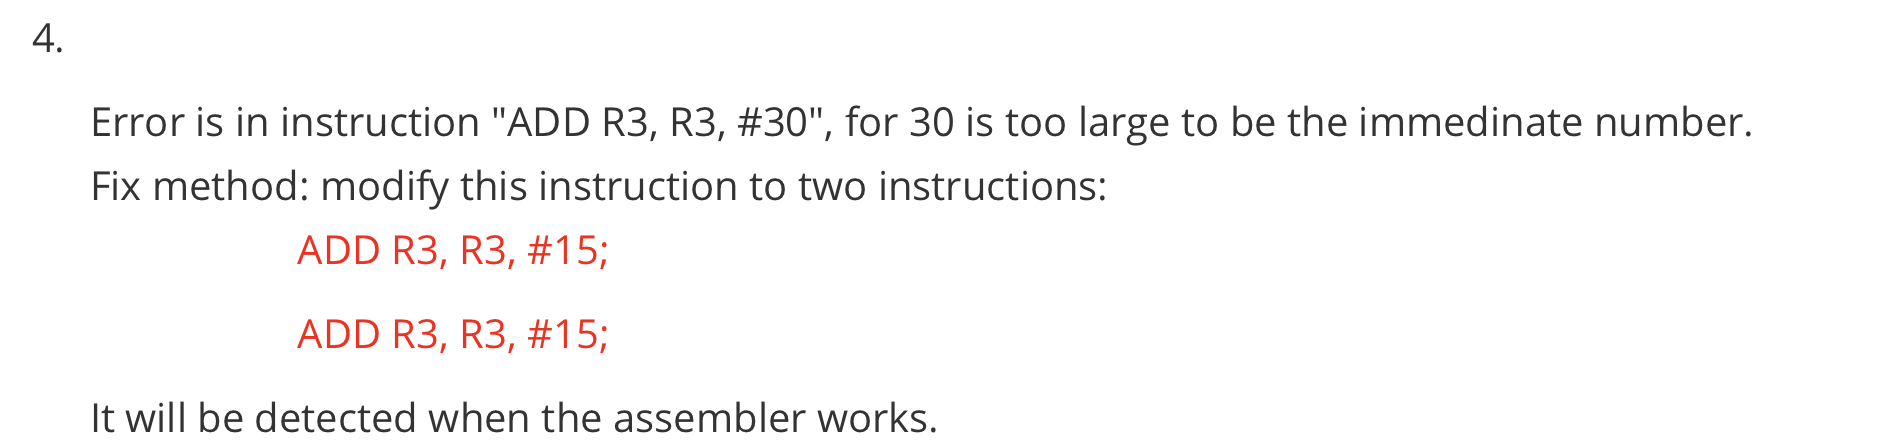 4.
Error is in instruction "ADD R3, R3, #30", for 30 is too large to be the immedinate number.
Fix method: modify this instruction to two instructions:
ADD R3, R3, #15;
ADD R3, R3, #15;
It will be detected when the assembler works.